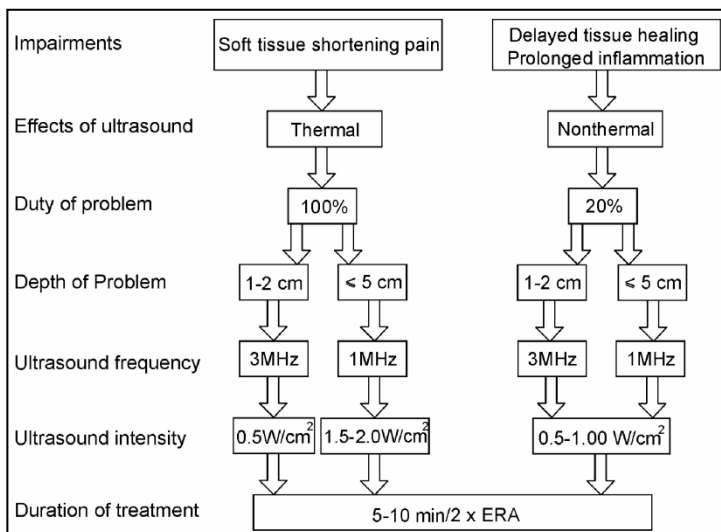 Impairments
Soft tissue shortening pain
Delayed tissue healing
Prolonged inflammation
Effects of ultrasound
Thermal
Nonthermal
Duty of problem
100%
20%
Depth of Problem
1-2 cm
⩽ 5 cm
1-2 cm
⩽ 5 cm
Ultrasound frequency
3MHz
1MHz
3MHz
1MHz
Ultrasound intensity
0.5W/cm²
1.5-2.0W/cm²
0.5-1.00 W/cm²
Duration of treatment
5-10 min/2 x ERA